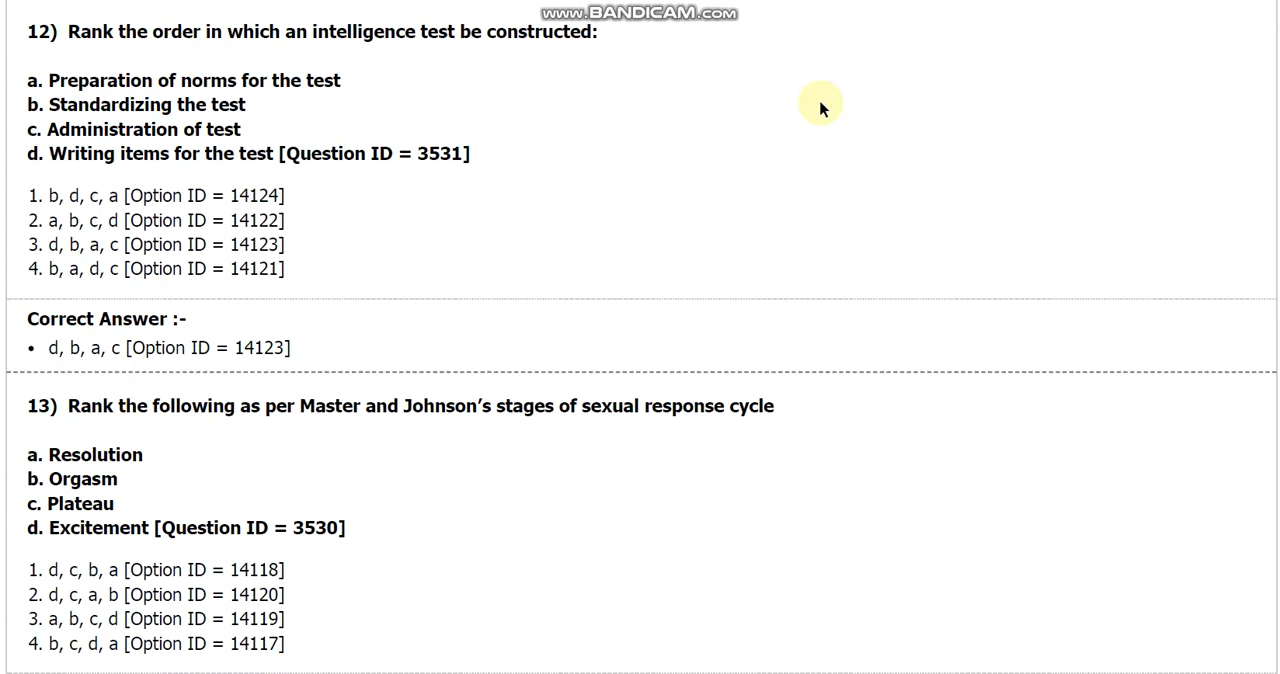 www.BANDICAM.com
12) Rank the order in which an intelligence test be constructed:
a. Preparation of norms for the test
b. Standardizing the test
c. Administration of test
d. Writing items for the test [Question ID = 3531]
1. b, d, c, a [Option ID = 14124]
2. a, b, c, d [Option ID = 14122]
3. d, b, a, c [Option ID = 14123]
4. b, a, d, c [Option ID = 14121]
Correct Answer :-
• d, b, a, c [Option ID = 14123]
13) Rank the following as per Master and Johnson’s stages of sexual response cycle
a. Resolution
b. Orgasm
c. Plateau
d. Excitement [Question ID = 3530]
1. d, c, b, a [Option ID = 14118]
2. d, c, a, b [Option ID = 14120]
3. a, b, c, d [Option ID = 14119]
4. b, c, d, a [Option ID = 14117]